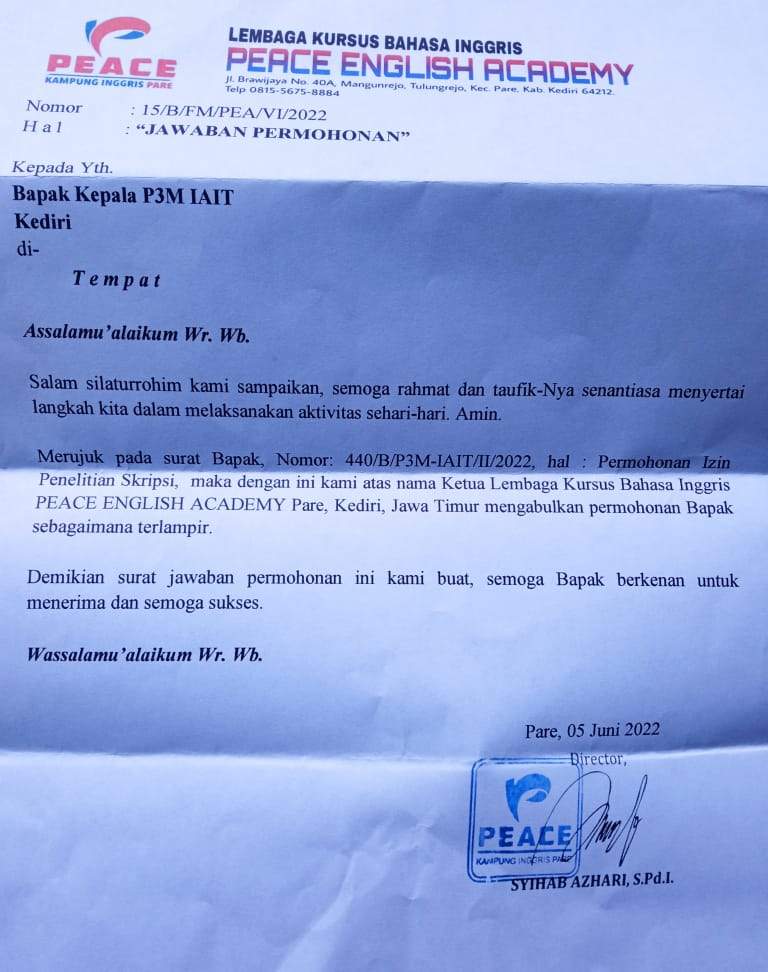 PEACE
KAMPUNG INGGRIS PARE
LEMBAGA KURSUS BAHASA INGGRIS
PEACE ENGLISH ACADEMY
Jl. Brawijaya No. 40A, Mangunrejo, Tulungrejo, Kec. Pare, Kab. Kediri 64212.
Telp 0815-5675-8884
Nomor : 15/B/FM/PEA/VI/2022
H a l : “JAWABAN PERMOHONAN”
Kepada Yth.
Bapak Kepala P3M IAIT
Kediri
di-
T e m p a t
Assalamu’alaikum Wr. Wb.
Salam silaturrohim kami sampaikan, semoga rahmat dan taufik-Nya senantiasa menyertai
langkah kita dalam melaksanakan aktivitas sehari-hari. Amin.
Merujuk pada surat Bapak, Nomor: 440/B/P3M-IAIT/II/2022, hal : Permohonan Izin
Penelitian Skripsi, maka dengan ini kami atas nama Ketua Lembaga Kursus Bahasa Inggris
PEACE ENGLISH ACADEMY Pare, Kediri, Jawa Timur mengabulkan permohonan Bapak
sebagaimana terlampir.
Demikian surat jawaban permohonan ini kami buat, semoga Bapak berkenan untuk
menerima dan semoga sukses.
Wassalamu’alaikum Wr. Wb.
Pare, 05 Juni 2022
Director,
PEACE
KAMPUNG INGGRIS PARE
SYIHAB AZHARI, S.Pd.I.